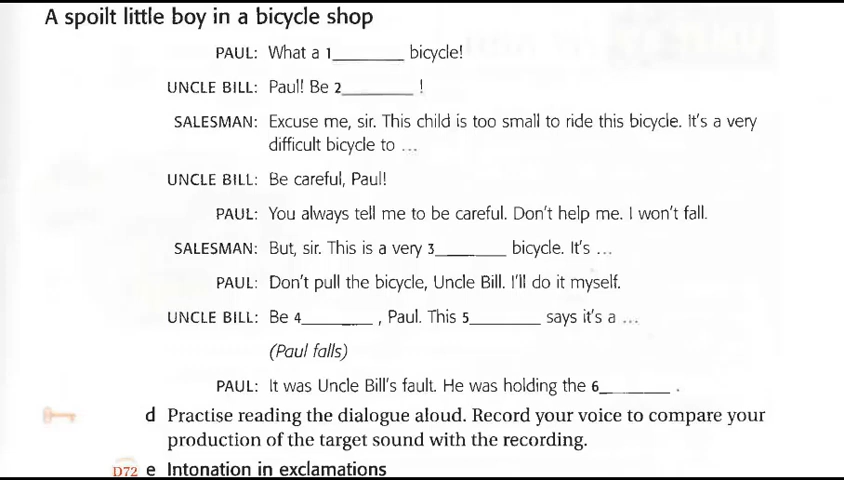 A spoilt little boy in a bicycle shop
PAUL: What a 1________ bicycle!
UNCLE BILL: Paul! Be 2________ !
SALESMAN: Excuse me, sir. This child is too small to ride this bicycle. It's a very
difficult bicycle to ...
UNCLE BILL: Be careful, Paul!
PAUL: You always tell me to be careful. Don't help me. I won't fall.
SALESMAN: But, sir. This is a very 3________ bicycle. It's ...
PAUL: Don't pull the bicycle, Uncle Bill. I'll do it myself.
UNCLE BILL: Be 4________ , Paul. This 5________ says it's a ...
(Paul falls)
PAUL: It was Uncle Bill's fault. He was holding the 6________ .
d Practise reading the dialogue aloud. Record your voice to compare your
production of the target sound with the recording.
D72 e Intonation in exclamations